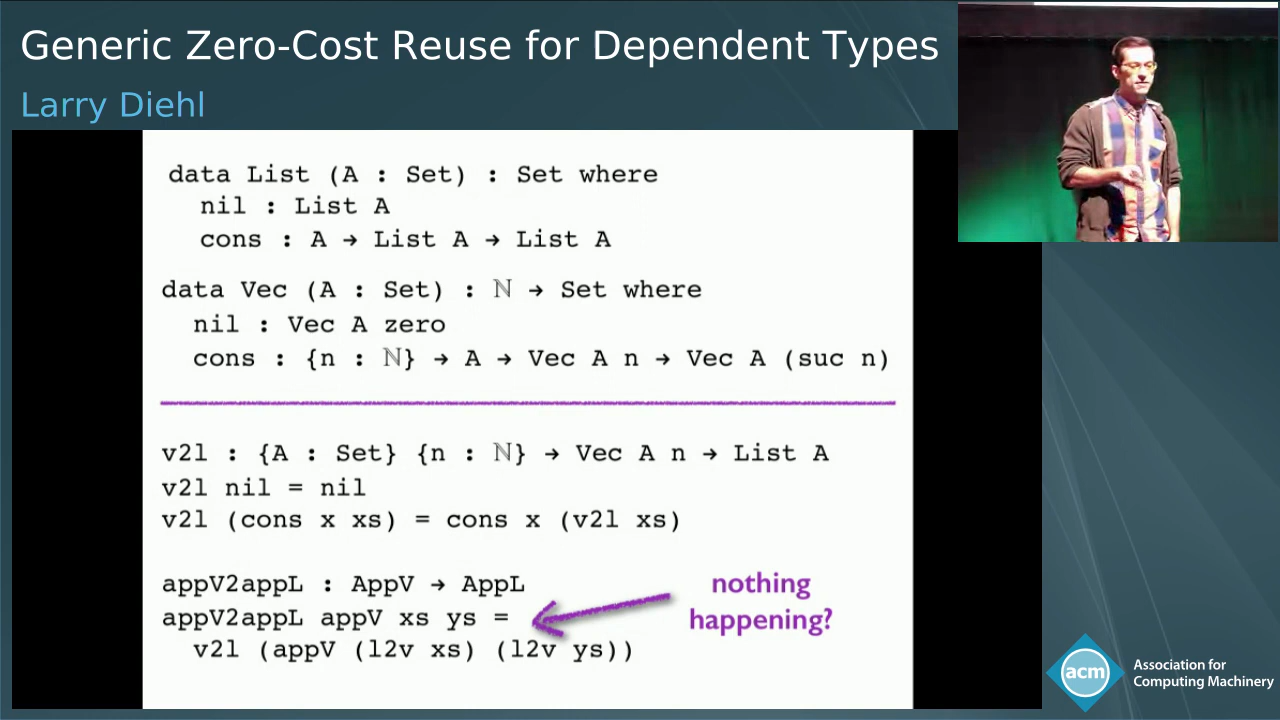 Generic Zero-Cost Reuse for Dependent Types
Larry Diehl
data List (A : Set) : Set where
nil : List A
cons : A → List A → List A
data Vec (A : Set) : ℕ → Set where
nil : Vec A zero
cons : {n : ℕ} → A → Vec A n → Vec A (suc n)
v2l : {A : Set} {n : ℕ} → Vec A n → List A
v2l nil = nil
v2l (cons x xs) = cons x (v2l xs)
appV2appL : AppV → AppL
appV2appL appV xs ys =
v2l (appV (l2v xs) (l2v ys))
nothing
happening?
acm
Association for
Computing Machinery